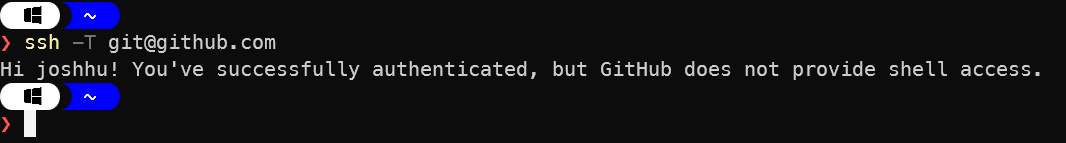 ~
❯ ssh -T git@github.com
Hi joshhu! You've successfully authenticated, but GitHub does not provide shell access.
~
❯